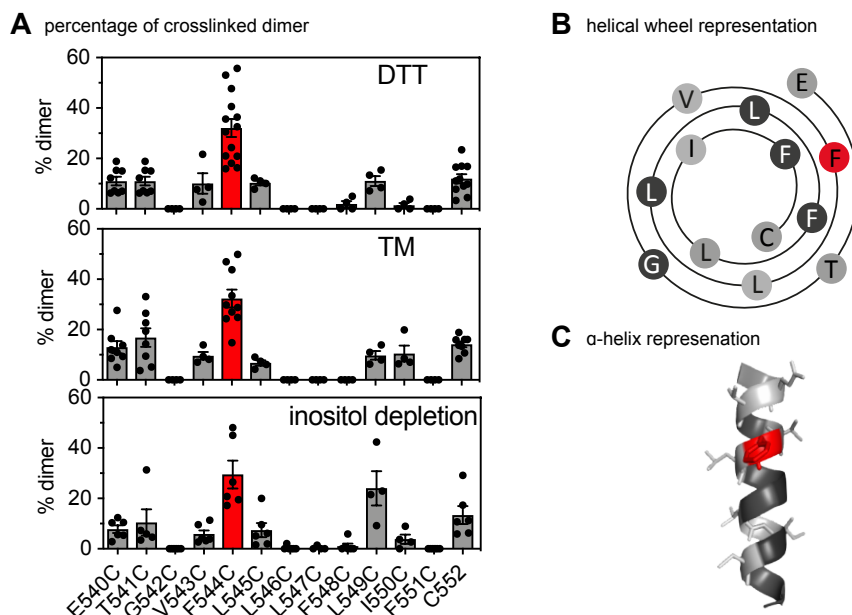 A percentage of crosslinked dimer
60
40
20
0
% dimer
DTT
60
40
20
0
% dimer
TM
60
40
20
0
% dimer
inositol depletion
E540C
T541C
G542C
V543C
F544C
L545C
L546C
L547C
F548C
L549C
I550C
F551C
C552
B helical wheel representation
E
V
L
F
I
F
L
F
C
G
L
L
T
C α-helix represenation